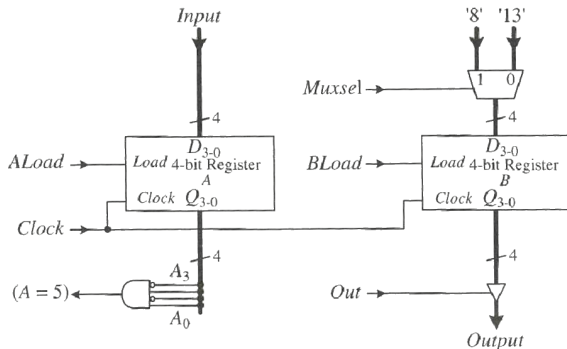 Input
'8' '13'
1 0
Muxsel
4
4
D3-0
D3-0
ALoad
Load 4-bit Register
A
BLoad
Load 4-bit Register
B
Clock Q3-0
Clock Q3-0
Clock
4
4
A3
(A = 5)
A0
Out
Output